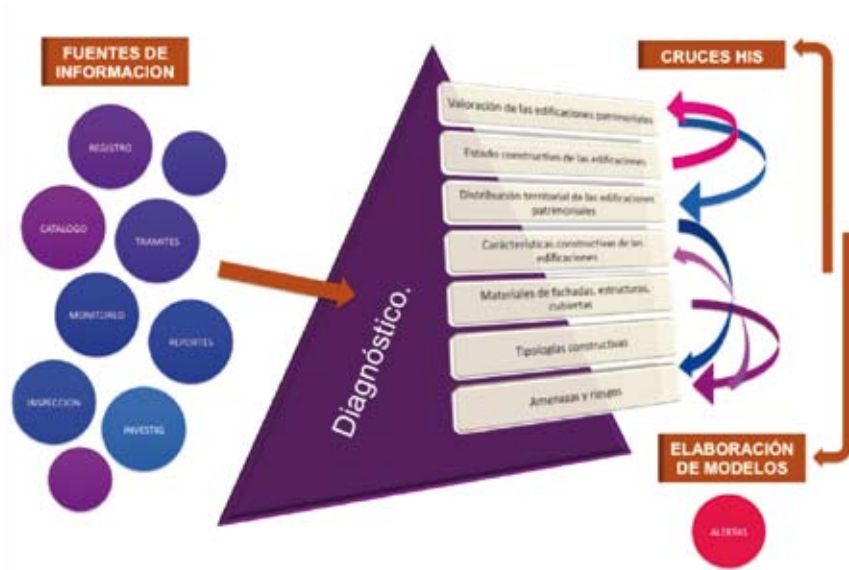 FUENTES DE
INFORMACION
REGISTRO
CATALOGO
TRAMITES
MONITOREO
REPORTES
INSPECCION
INVESTIG
Diagnóstico.
Valoración de las edificaciones patrimoniales
Estado constructivo de las edificaciones
Distribución territorial de las edificaciones
patrimoniales
Carácterísticas constructivas de las
edificaciones
Materiales de fachadas, estructuras,
cubiertas
Tipologías constructivas
Amenazas y riesgos
CRUCES HIS
ELABORACIÓN
DE MODELOS
ALERTAS